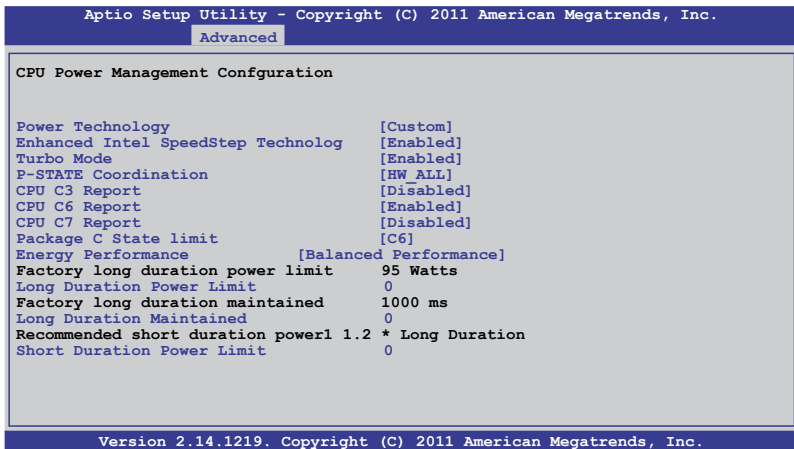 Aptio Setup Utility - Copyright (C) 2011 American Megatrends, Inc.
Advanced
CPU Power Management Confguration
Power Technology [Custom]
Enhanced Intel SpeedStep Technolog [Enabled]
Turbo Mode [Enabled]
P-STATE Coordination [HW_ALL]
CPU C3 Report [Disabled]
CPU C6 Report [Enabled]
CPU C7 Report [Disabled]
Package C State limit [C6]
Energy Performance [Balanced Performance]
Factory long duration power limit 95 Watts
Long Duration Power Limit 0
Factory long duration maintained 1000 ms
Long Duration Maintained 0
Recommended short duration power1 1.2 * Long Duration
Short Duration Power Limit 0
Version 2.14.1219. Copyright (C) 2011 American Megatrends, Inc.